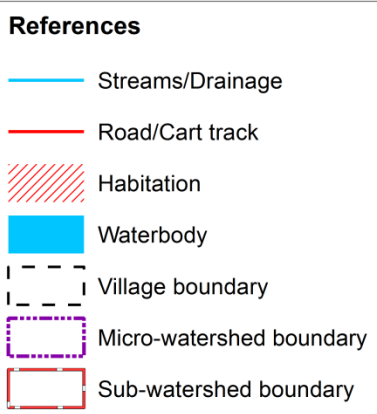 References
Streams/Drainage
Road/Cart track
Habitation
Waterbody
Village boundary
Micro-watershed boundary
Sub-watershed boundary